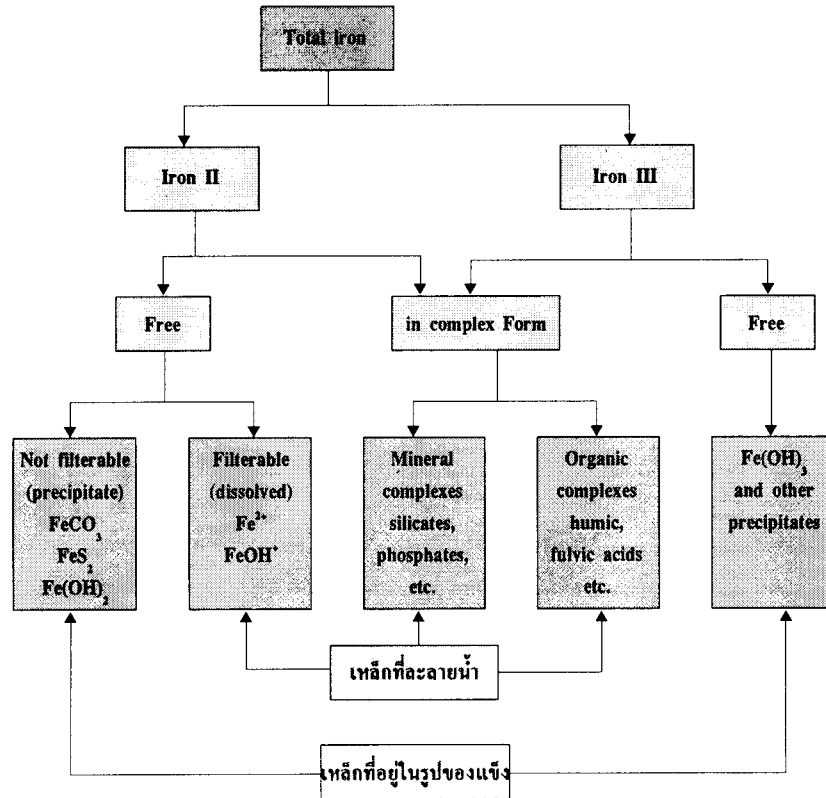 Total iron
Iron II
Iron III
Free
in complex Form
Free
Not filterable
(precipitate)
FeCO₃
FeS₂
Fe(OH)₂
Filterable
(dissolved)
Fe²⁺
FeOH⁺
Mineral
complexes
silicates,
phosphates,
etc.
Organic
complexes
humic,
fulvic acids
etc.
Fe(OH)₃
and other
precipitates
เหล็กที่ละลายน้ำ
เหล็กที่อยู่ในรูปของแข็ง